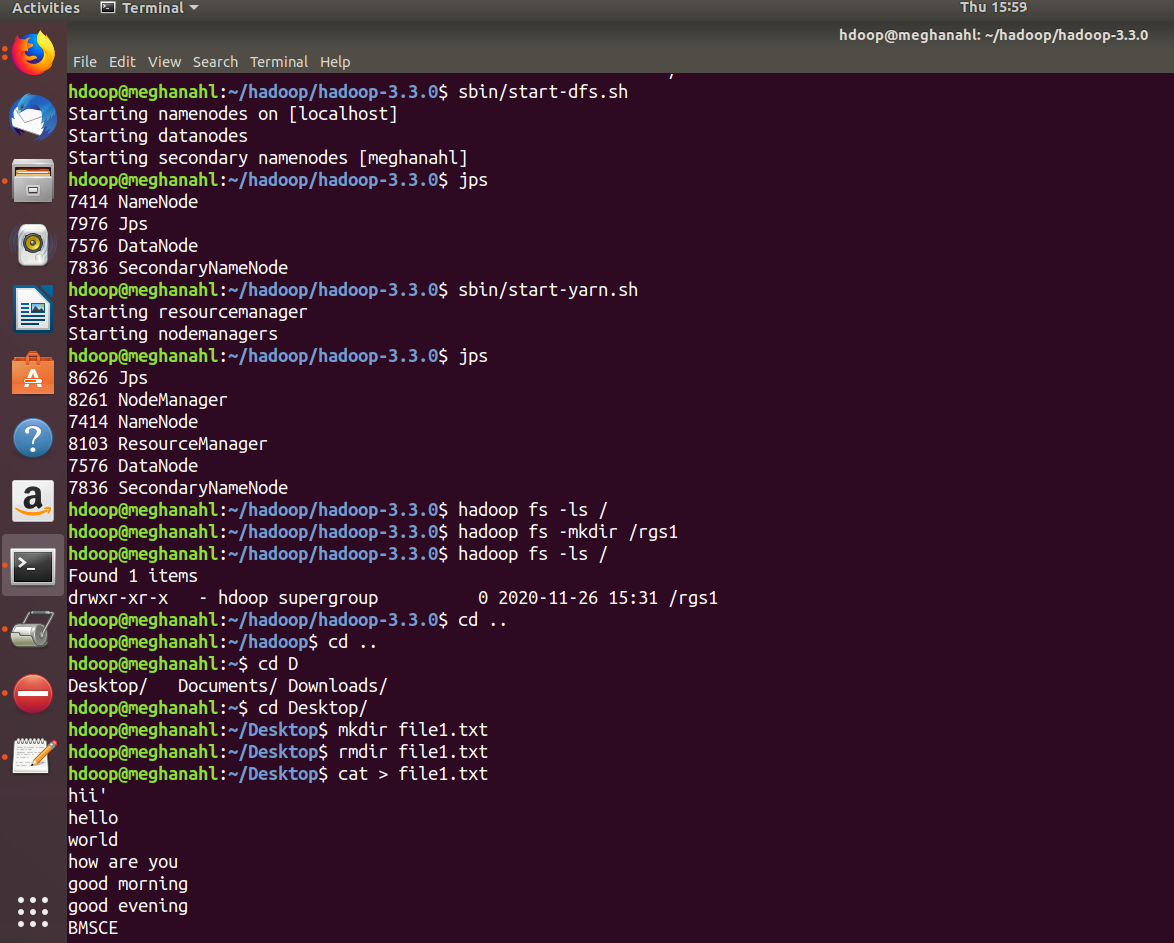 Activities Terminal Thu 15:59
hdoop@meghanahl: ~/hadoop/hadoop-3.3.0
File Edit View Search Terminal Help
hdoop@meghanahl:~/hadoop/hadoop-3.3.0$ sbin/start-dfs.sh
Starting namenodes on [localhost]
Starting datanodes
Starting secondary namenodes [meghanahl]
hdoop@meghanahl:~/hadoop/hadoop-3.3.0$ jps
7414 NameNode
7976 Jps
7576 DataNode
7836 SecondaryNameNode
hdoop@meghanahl:~/hadoop/hadoop-3.3.0$ sbin/start-yarn.sh
Starting resourcemanager
Starting nodemanagers
hdoop@meghanahl:~/hadoop/hadoop-3.3.0$ jps
8626 Jps
8261 NodeManager
7414 NameNode
8103 ResourceManager
7576 DataNode
7836 SecondaryNameNode
hdoop@meghanahl:~/hadoop/hadoop-3.3.0$ hadoop fs -ls /
hdoop@meghanahl:~/hadoop/hadoop-3.3.0$ hadoop fs -mkdir /rgs1
hdoop@meghanahl:~/hadoop/hadoop-3.3.0$ hadoop fs -ls /
Found 1 items
drwxr-xr-x   - hdoop supergroup          0 2020-11-26 15:31 /rgs1
hdoop@meghanahl:~/hadoop/hadoop-3.3.0$ cd ..
hdoop@meghanahl:~/hadoop$ cd ..
hdoop@meghanahl:~$ cd D
Desktop/   Documents/ Downloads/
hdoop@meghanahl:~$ cd Desktop/
hdoop@meghanahl:~/Desktop$ mkdir file1.txt
hdoop@meghanahl:~/Desktop$ rmdir file1.txt
hdoop@meghanahl:~/Desktop$ cat > file1.txt
hii'
hello
world
how are you
good morning
good evening
BMSCE